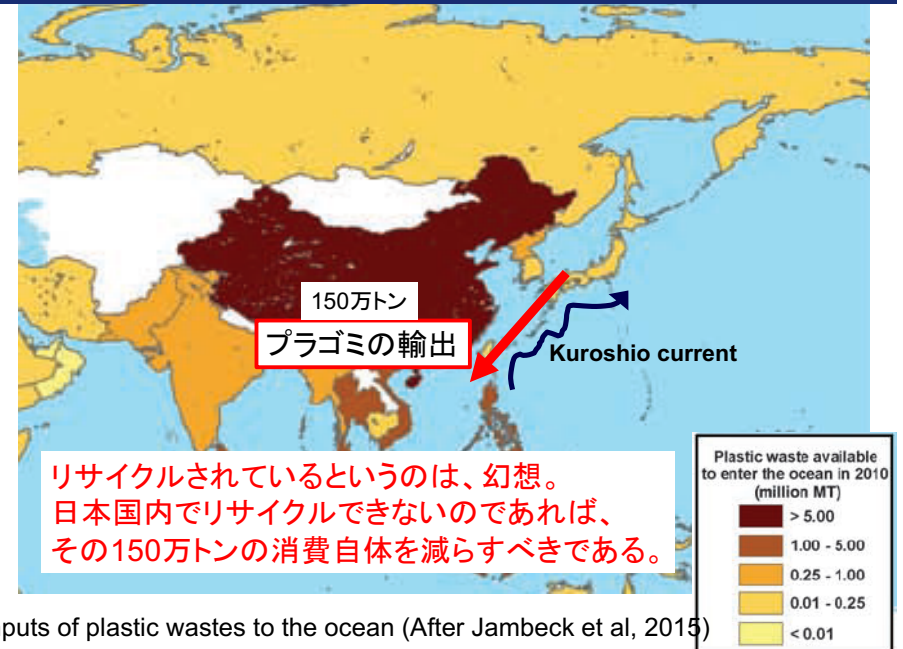 150万トン
プラゴミの輸出
Kuroshio current
リサイクルされているというのは、幻想。
日本国内でリサイクルできないのであれば、
その150万トンの消費自体を減らすべきである。
Plastic waste available
to enter the ocean in 2010
(million MT)
> 5.00
1.00 - 5.00
0.25 - 1.00
0.01 - 0.25
< 0.01
nputs of plastic wastes to the ocean (After Jambeck et al, 2015)